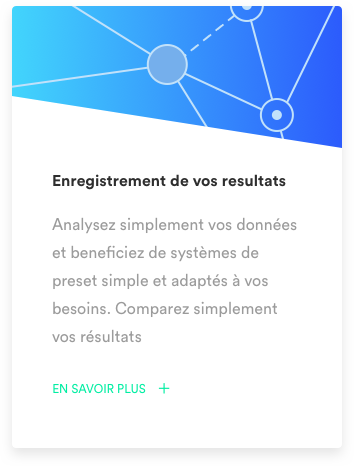 Enregistrement de vos resultats
Analysez simplement vos données
et beneficiez de systèmes de
preset simple et adaptés à vos
besoins. Comparez simplement
vos résultats
EN SAVOIR PLUS +